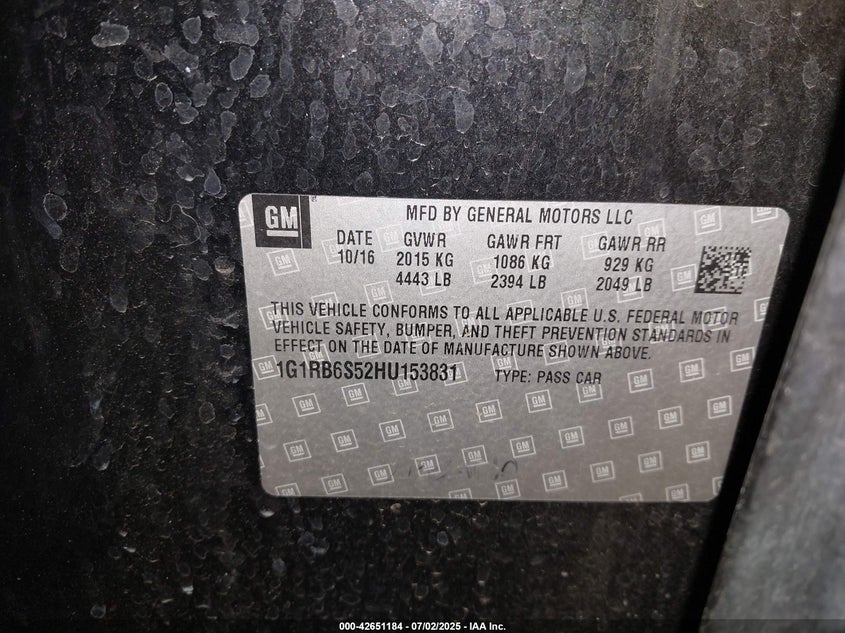 GM
MFD BY GENERAL MOTORS LLC
DATE GVWR GAWR FRT GAWR RR
10/16 2015 KG 1086 KG 929 KG
4443 LB 2394 LB 2049 LB
THIS VEHICLE CONFORMS TO ALL APPLICABLE U.S. FEDERAL MOTOR
VEHICLE SAFETY, BUMPER, AND THEFT PREVENTION STANDARDS IN
EFFECT ON THE DATE OF MANUFACTURE SHOWN ABOVE.
1G1RB6S52HU153831 TYPE: PASS CAR
000-42651184 / 07/02/2025 - IAA Inc.